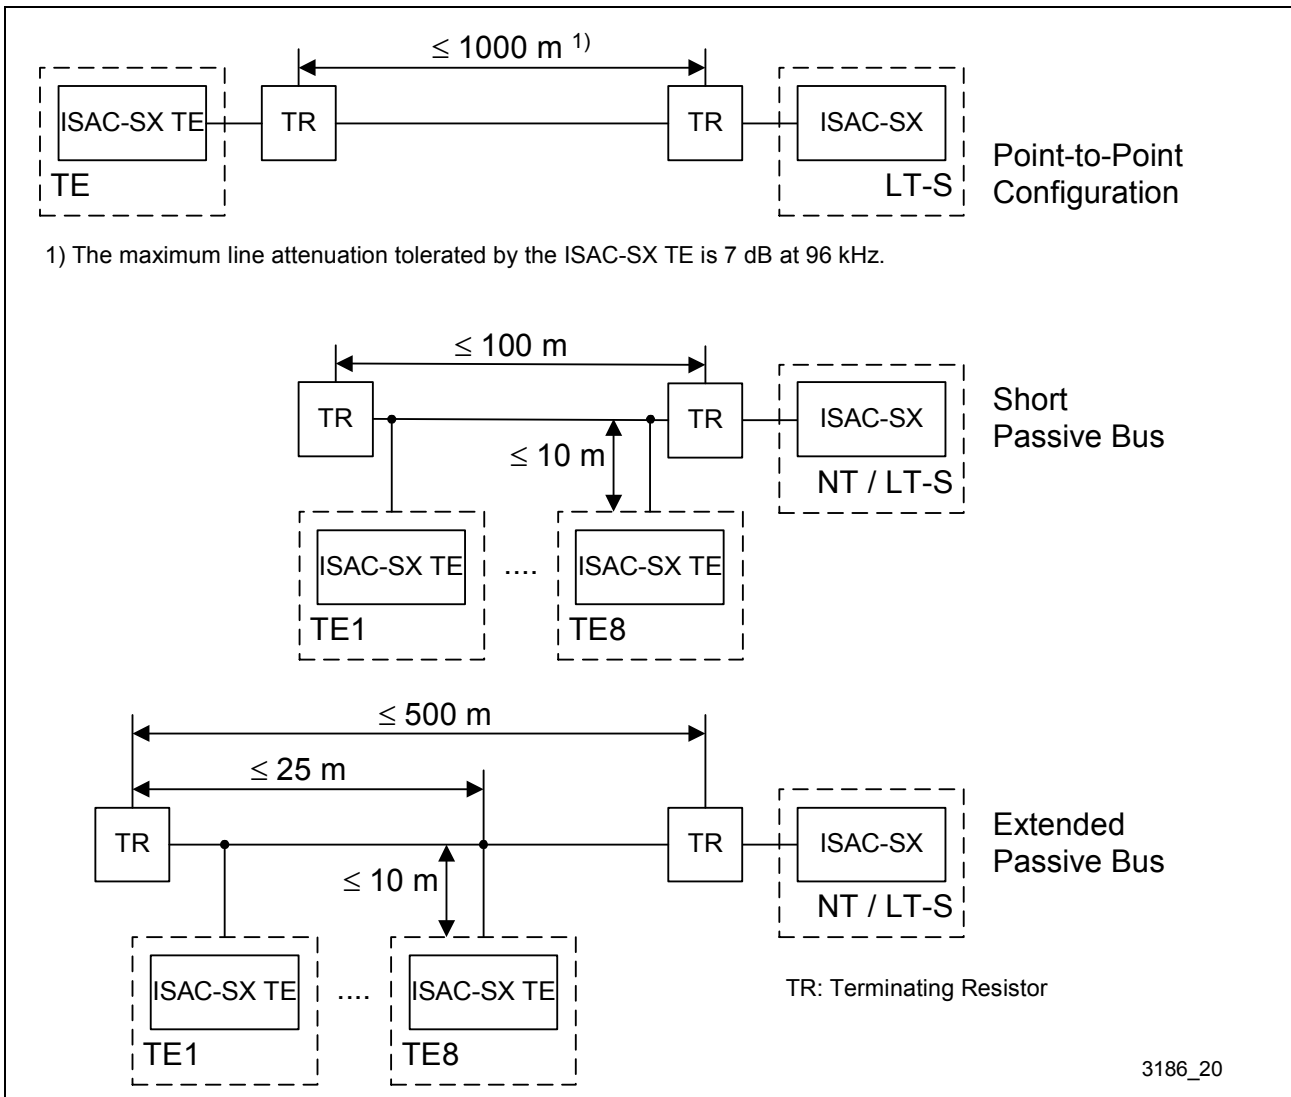 ≤ 1000 m 1)
ISAC-SX TE
TR
TR
ISAC-SX
TE
LT-S
Point-to-Point
Configuration
1) The maximum line attenuation tolerated by the ISAC-SX TE is 7 dB at 96 kHz.
≤ 100 m
TR
TR
ISAC-SX
NT / LT-S
Short
Passive Bus
≤ 10 m
ISAC-SX TE
....
ISAC-SX TE
TE1
TE8
≤ 500 m
≤ 25 m
TR
TR
ISAC-SX
NT / LT-S
Extended
Passive Bus
≤ 10 m
ISAC-SX TE
....
ISAC-SX TE
TE1
TE8
TR: Terminating Resistor
3186_20